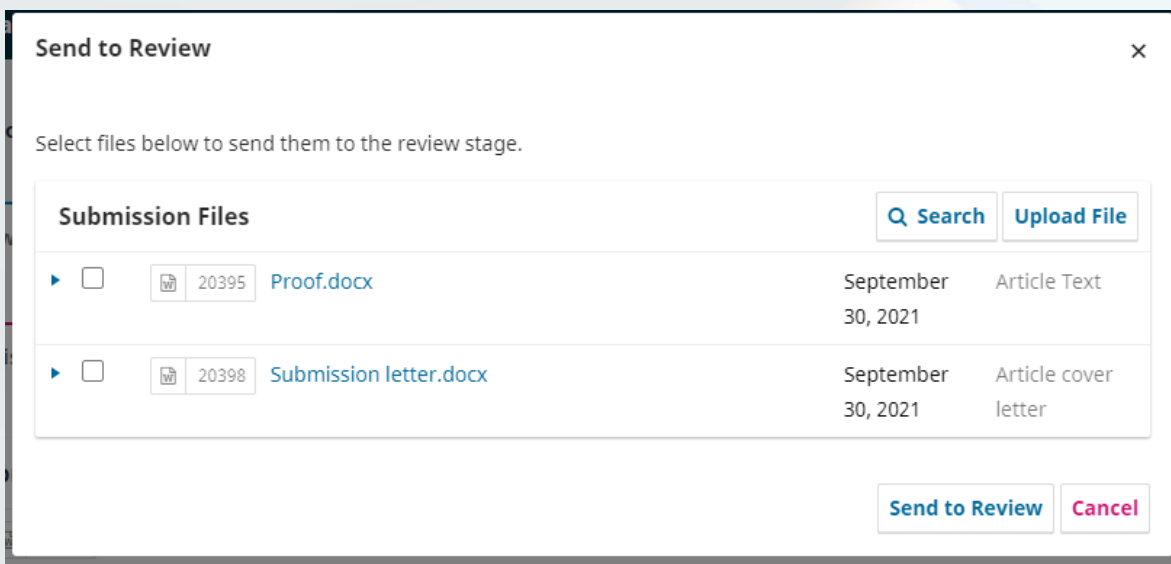 Send to Review
×
Select files below to send them to the review stage.
Submission Files
Search
Upload File
20395 Proof.docx September Article Text
30, 2021
20398 Submission letter.docx September Article cover
30, 2021 letter
Send to Review Cancel